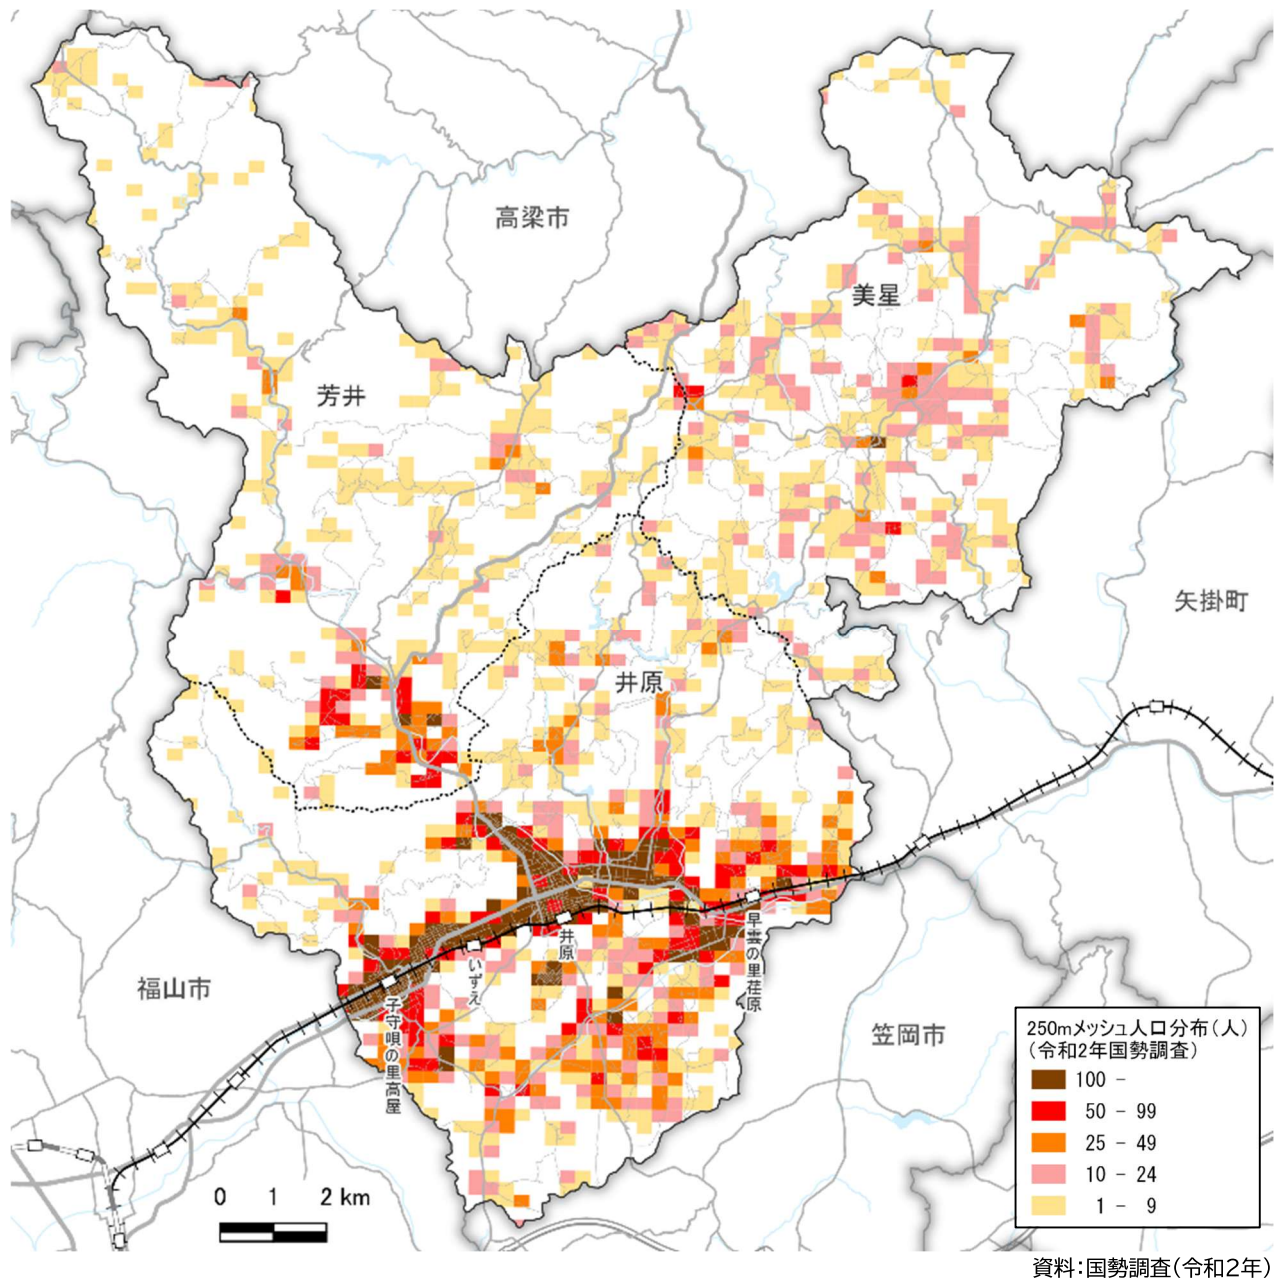 高梁市
美星
芳井
矢掛町
井原
井原
いずえ
早雲の里荏原
子守唄の里高屋
福山市
笠岡市
250mメッシュ人口分布(人)
(令和2年国勢調査)
100 -
50 - 99
25 - 49
10 - 24
1 - 9
0 1 2 km
資料:国勢調査(令和2年)